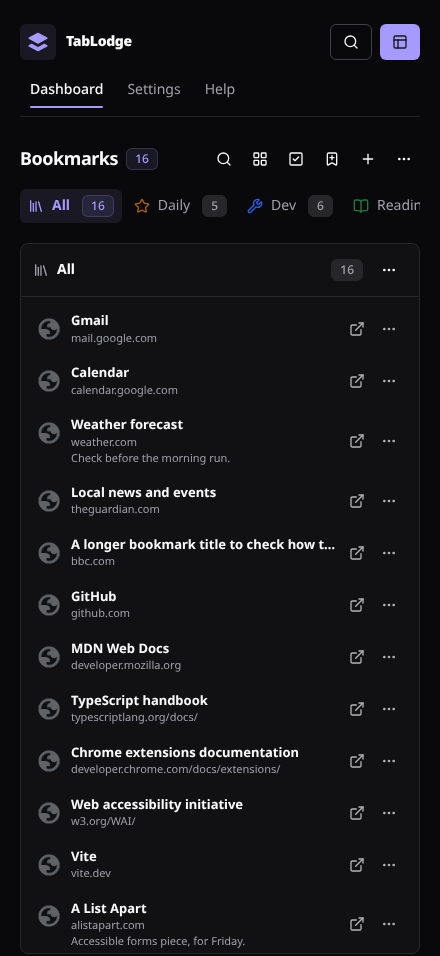 TabLodge
Dashboard Settings Help
Bookmarks 16
All 16 Daily 5 Dev 6 Readin
All 16
Gmail
mail.google.com
Calendar
calendar.google.com
Weather forecast
weather.com
Check before the morning run.
Local news and events
theguardian.com
A longer bookmark title to check how t...
bbc.com
GitHub
github.com
MDN Web Docs
developer.mozilla.org
TypeScript handbook
typescriptlang.org/docs/
Chrome extensions documentation
developer.chrome.com/docs/extensions/
Web accessibility initiative
w3.org/WAI/
Vite
vite.dev
A List Apart
alistapart.com
Accessible forms piece, for Friday.